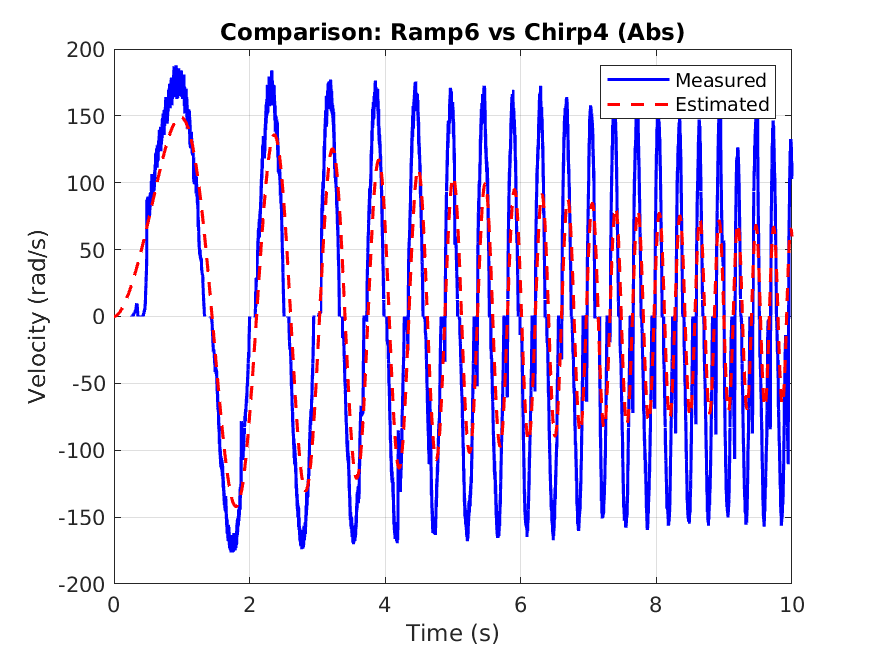 Comparison: Ramp6 vs Chirp4 (Abs)
Measured
Estimated
200
150
100
50
0
-50
-100
-150
-200
Velocity (rad/s)
0 2 4 6 8 10
Time (s)